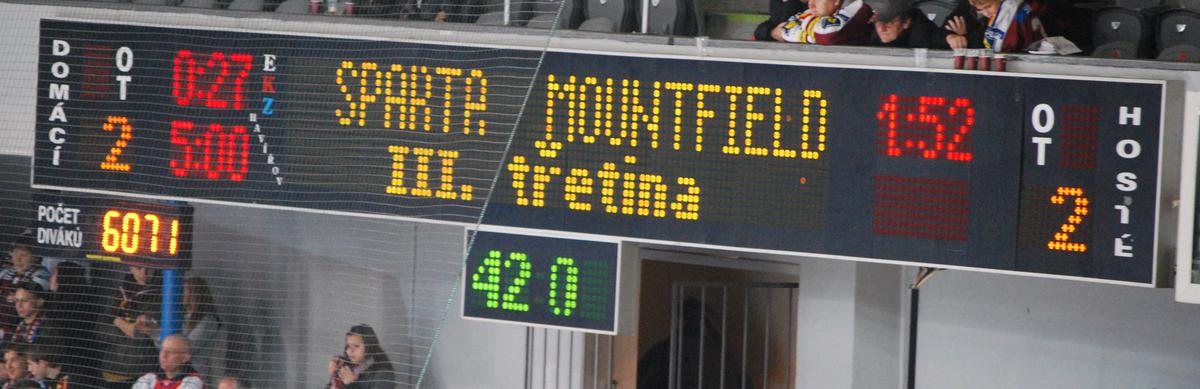 DOMÁCÍ
OT
2
0:27
5:00
EKZ
HAVÍŘOV
SPARTA MOUNTFIELD
III. třetina
1:52
OT
2
HOSTÉ
POČET DIVÁKŮ
6071
42 0